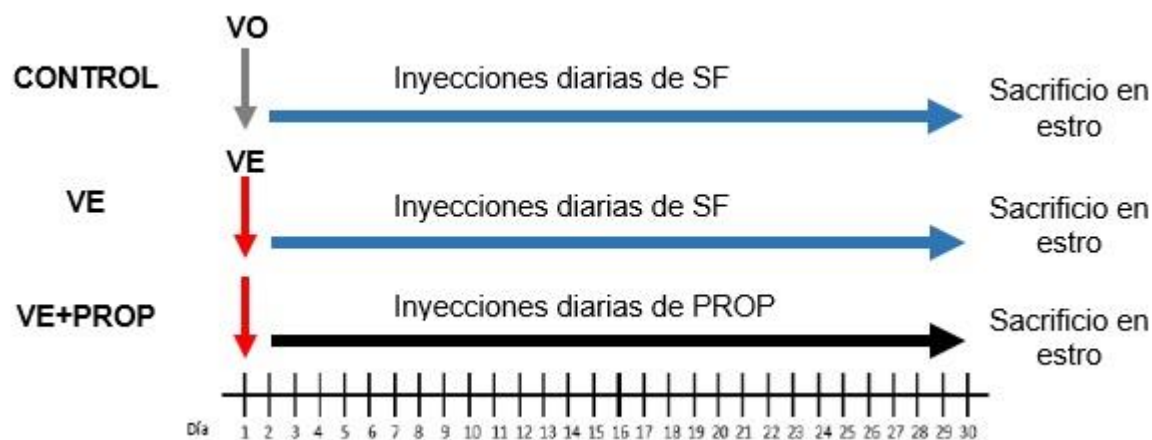 VO
CONTROL
Inyecciones diarias de SF
Sacrificio en
estro
VE
VE
Inyecciones diarias de SF
Sacrificio en
estro
VE+PROP
Inyecciones diarias de PROP
Sacrificio en
estro
Día 1 2 3 4 5 6 7 8 9 10 11 12 13 14 15 16 17 18 19 20 21 22 23 24 25 26 27 28 29 30